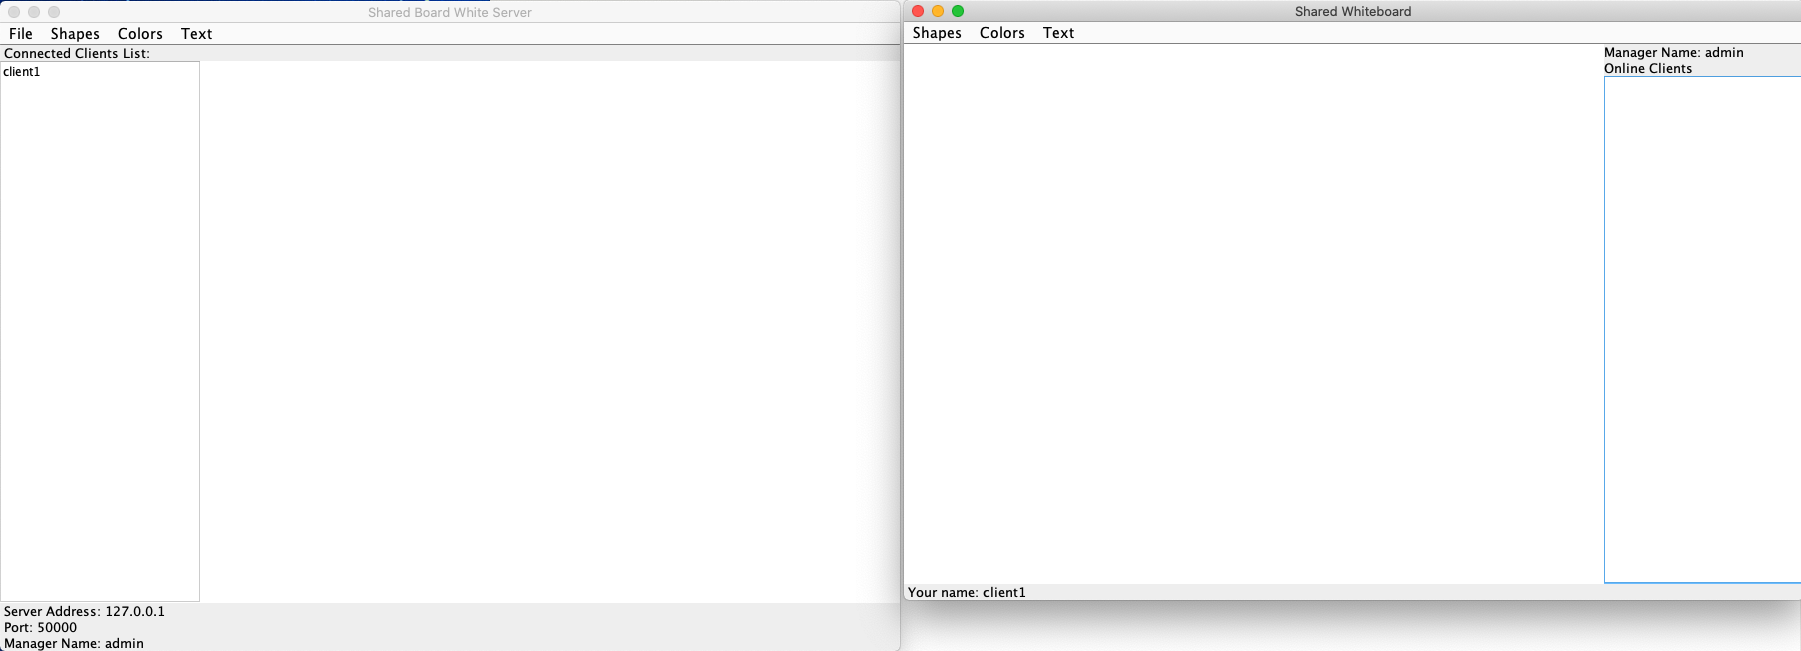 Shared Board White Server
File Shapes Colors Text
Connected Clients List:
client1
Server Address: 127.0.0.1
Port: 50000
Manager Name: admin
Shared Whiteboard
Shapes Colors Text
Manager Name: admin
Online Clients
Your name: client1